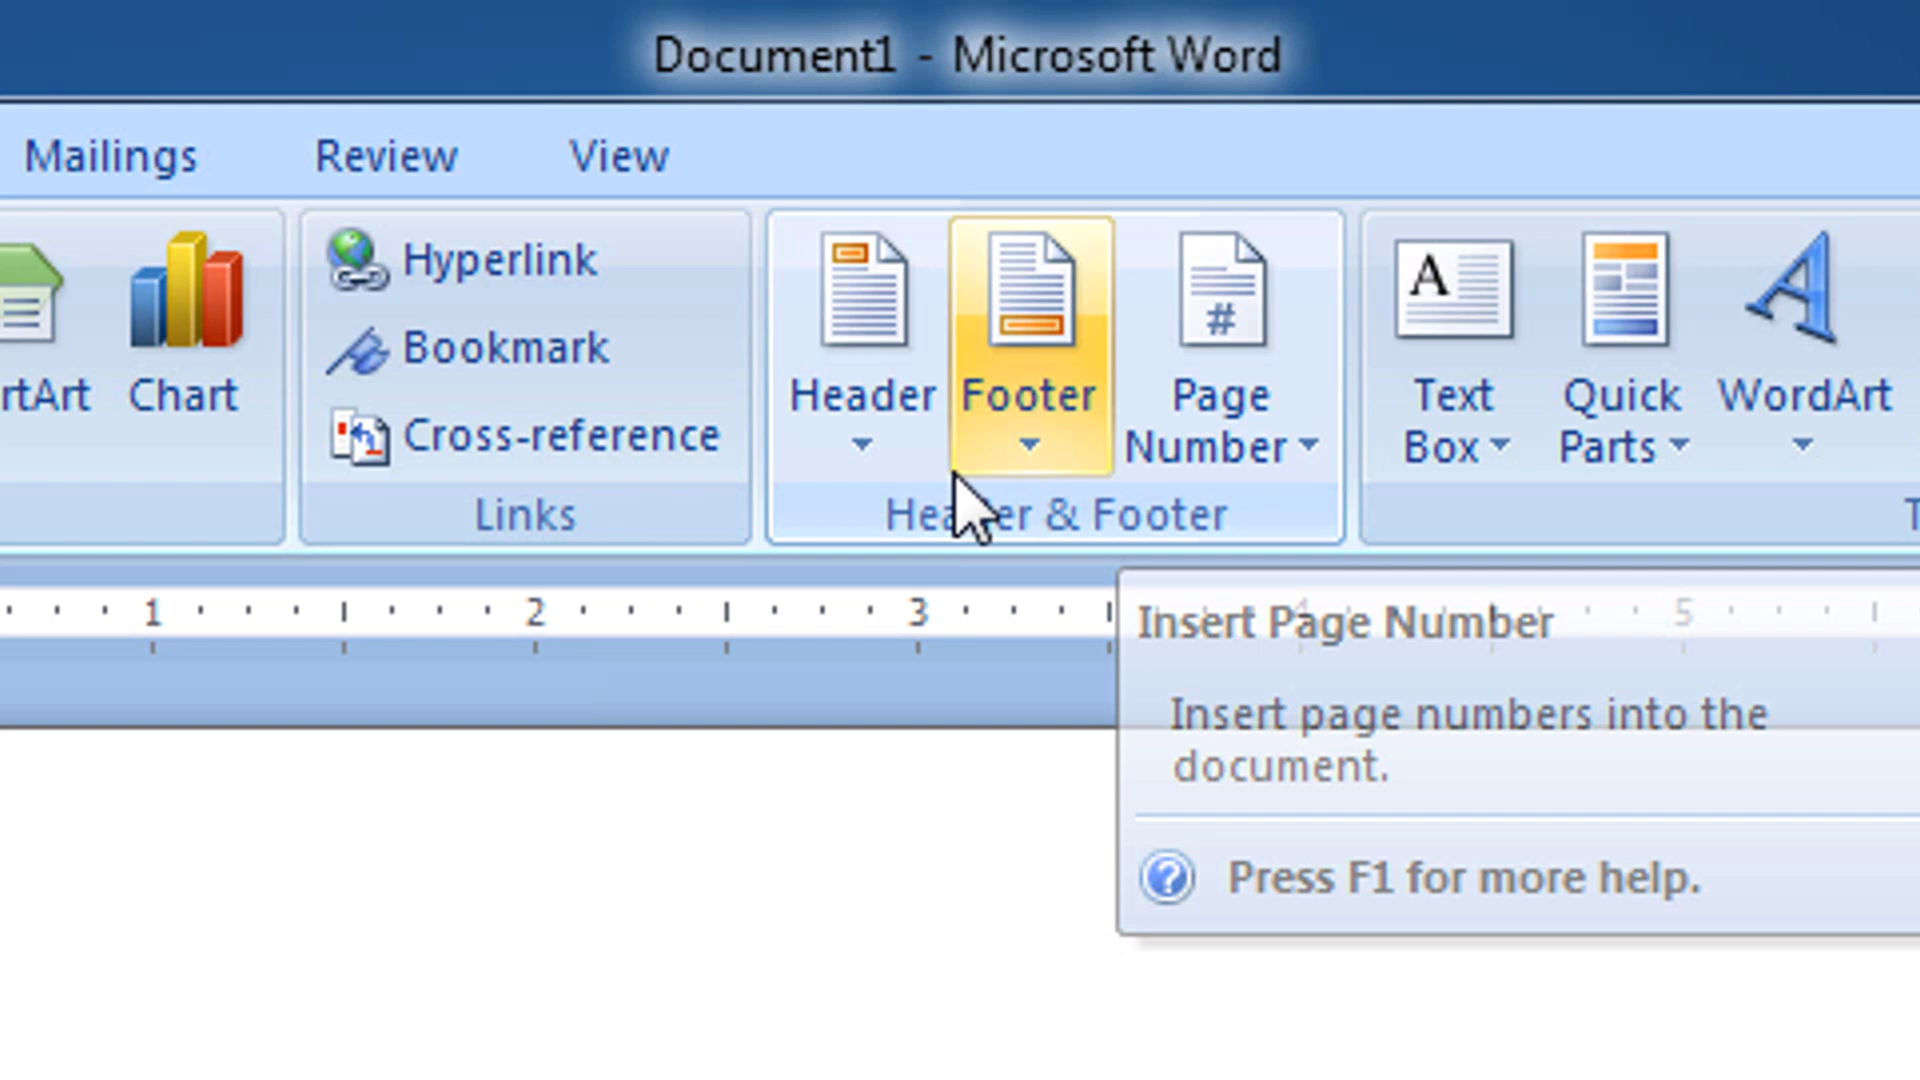 Document1 - Microsoft Word
Mailings Review View
rtArt Chart
Hyperlink
Bookmark
Cross-reference
Links
Header Footer Page Number
Header & Footer
Text Box Quick Parts WordArt
T
1 2 3 4 5
Insert Page Number
Insert page numbers into the
document.
Press F1 for more help.